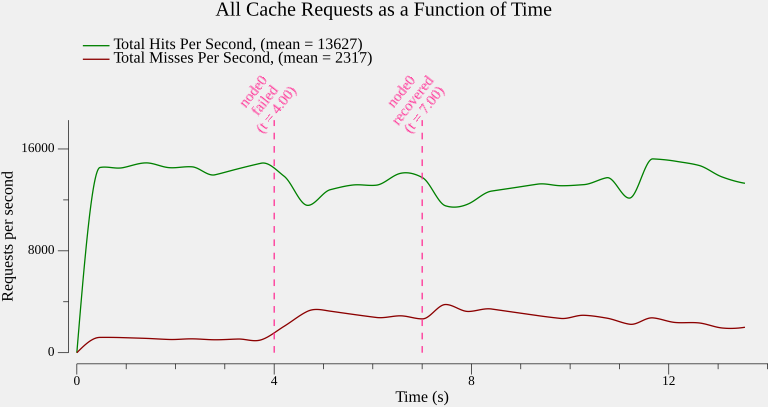 All Cache Requests as a Function of Time
Total Hits Per Second, (mean = 13627)
Total Misses Per Second, (mean = 2317)
node0
failed
(t = 4.00)
node0
recovered
(t = 7.00)
16000
8000
0
Requests per second
0
4
8
12
Time (s)